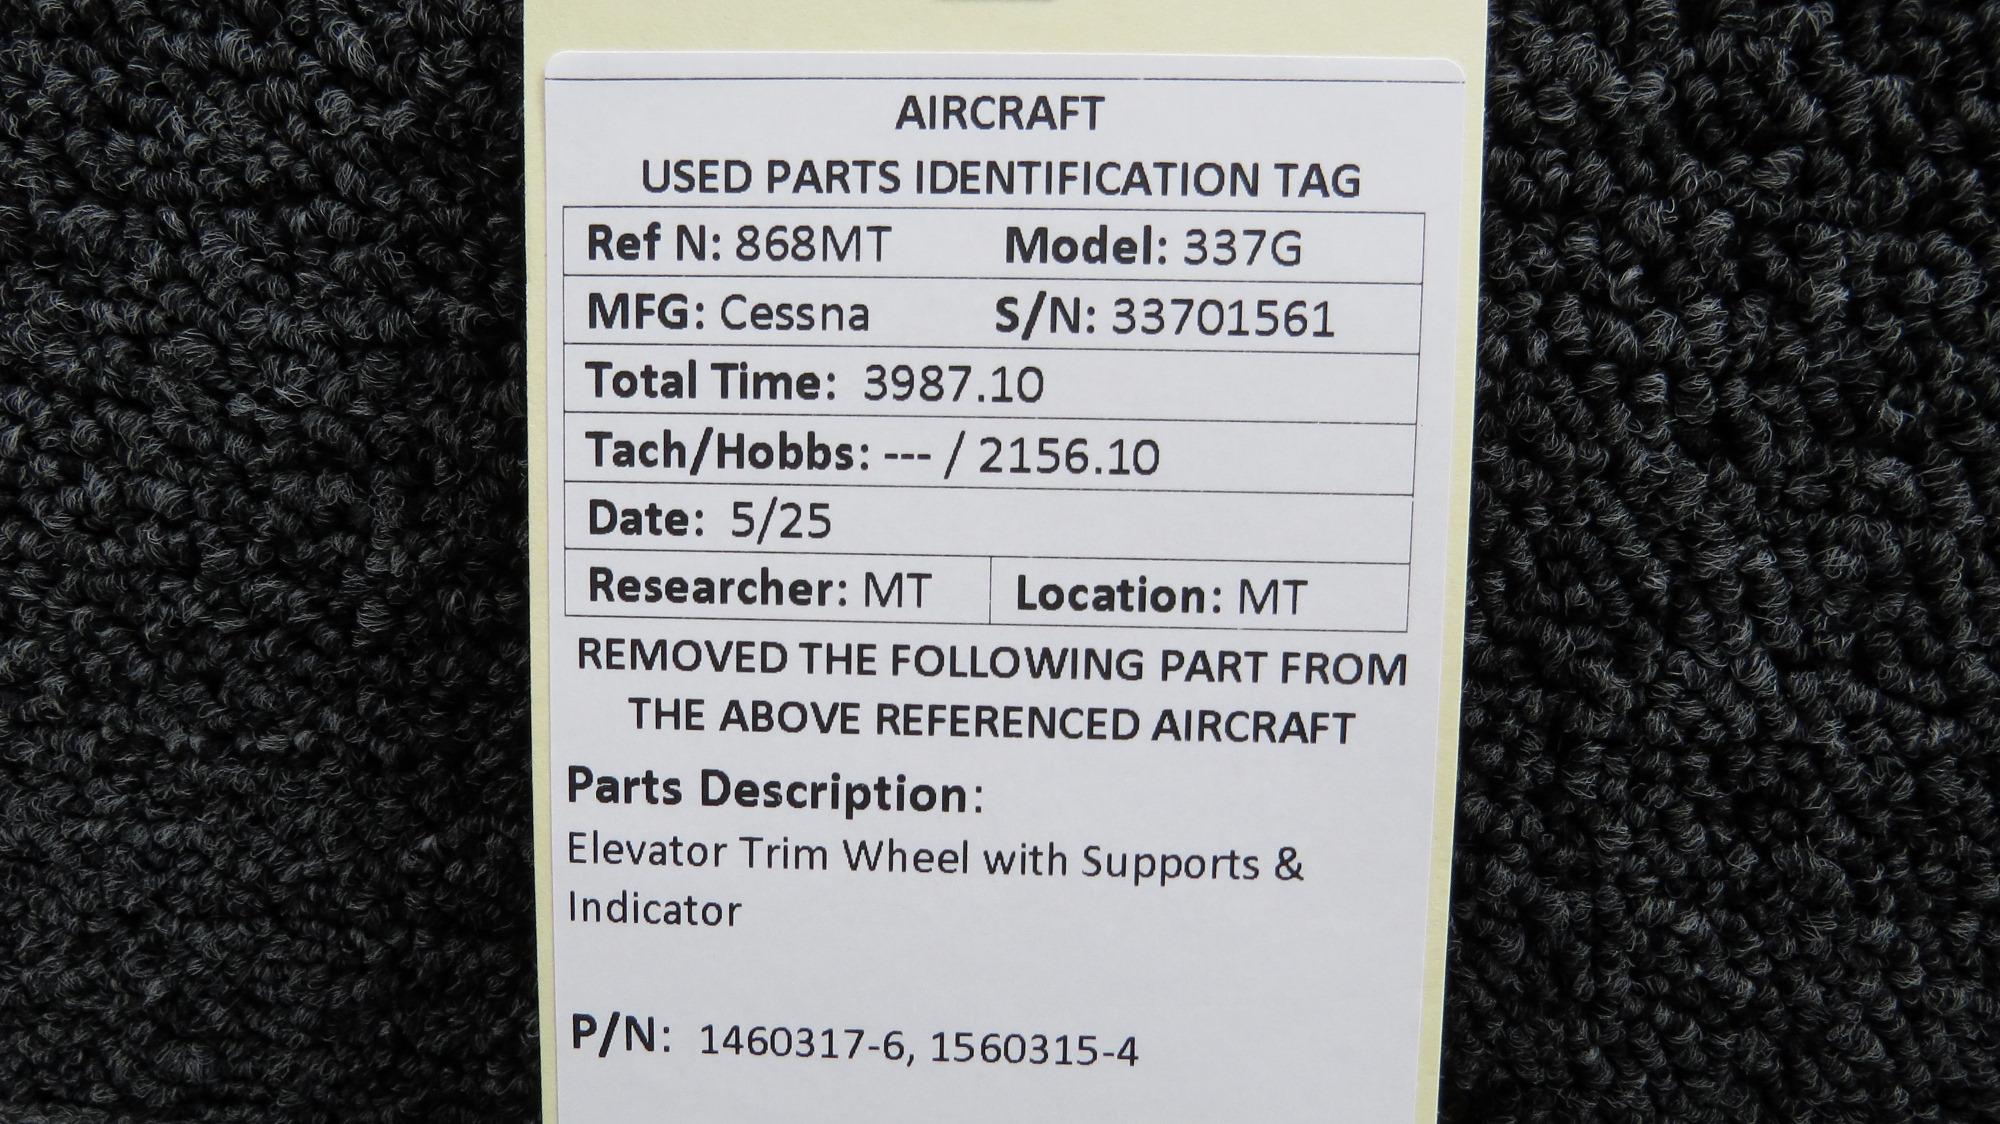 AIRCRAFT
USED PARTS IDENTIFICATION TAG
Ref N: 868MT Model: 337G
MFG: Cessna S/N: 33701561
Total Time: 3987.10
Tach/Hobbs: --- / 2156.10
Date: 5/25
Researcher: MT Location: MT
REMOVED THE FOLLOWING PART FROM
THE ABOVE REFERENCED AIRCRAFT
Parts Description:
Elevator Trim Wheel with Supports &
Indicator
P/N: 1460317-6, 1560315-4